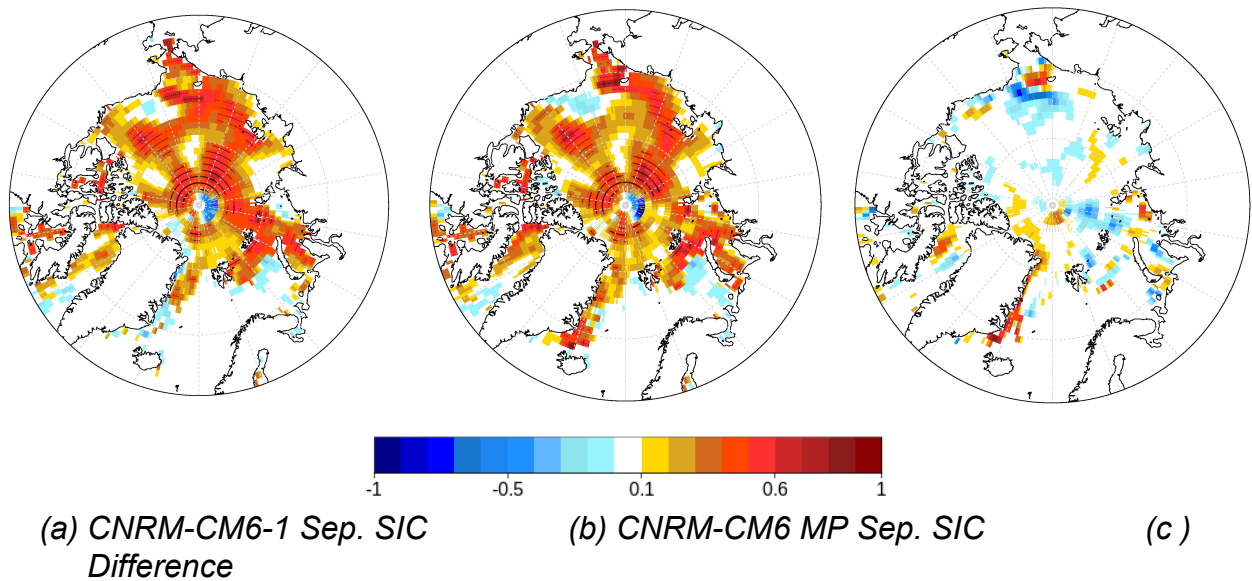 -1 -0.5 0.1 0.6 1
(a) CNRM-CM6-1 Sep. SIC (b) CNRM-CM6 MP Sep. SIC (c )
Difference